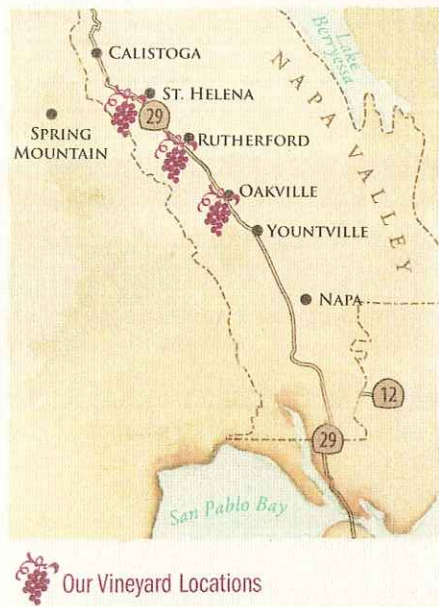 Lake
Berryessa
NAPA VALLEY
CALISTOGA
ST. HELENA
29
SPRING
MOUNTAIN
RUTHERFORD
OAKVILLE
YOUNTVILLE
NAPA
12
29
San Pablo Bay
Our Vineyard Locations